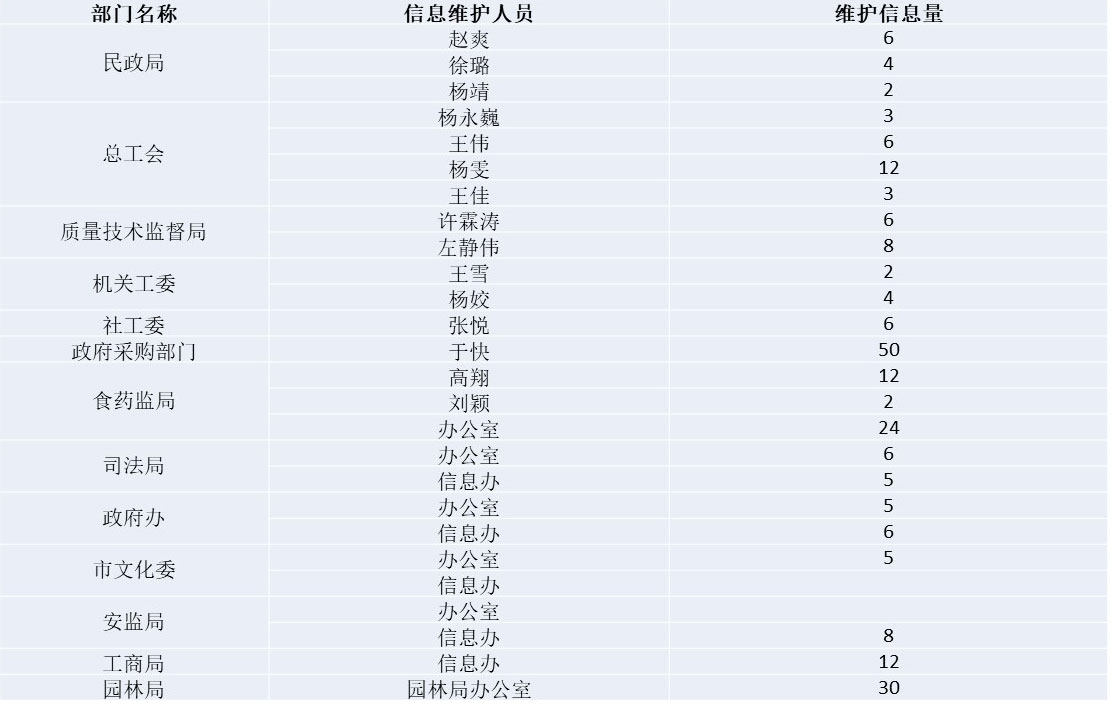 部门名称 信息维护人员 维护信息量
民政局 赵爽 6
徐璐 4
杨靖 2
总工会 杨永巍 3
王伟 6
杨雯 12
王佳 3
质量技术监督局 许霖涛 6
左静伟 8
机关工委 王雪 2
杨姣 4
社工委 张悦 6
政府采购部门 于快 50
食药监局 高翔 12
刘颖 2
办公室 24
司法局 办公室 6
信息办 5
政府办 办公室 5
信息办 6
市文化委 办公室 5
信息办
安监局 办公室
信息办 8
工商局 信息办 12
园林局 园林局办公室 30